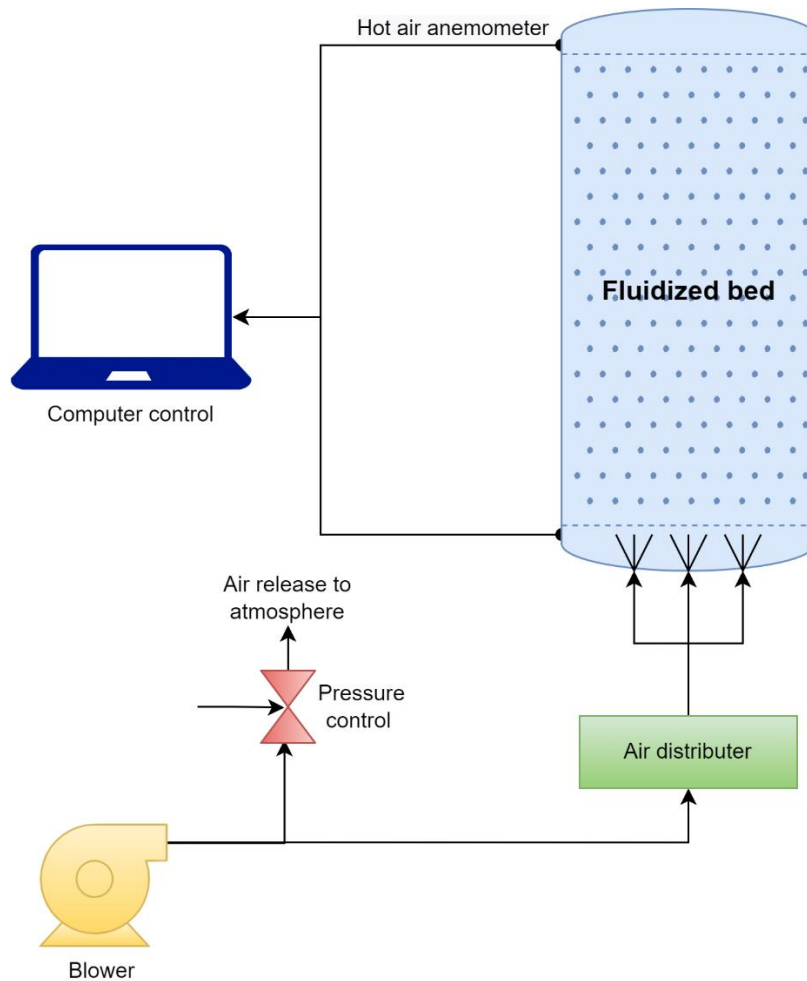 Hot air anemometer
Fluidized bed
Computer control
Air release to
atmosphere
Pressure
control
Air distributer
Blower